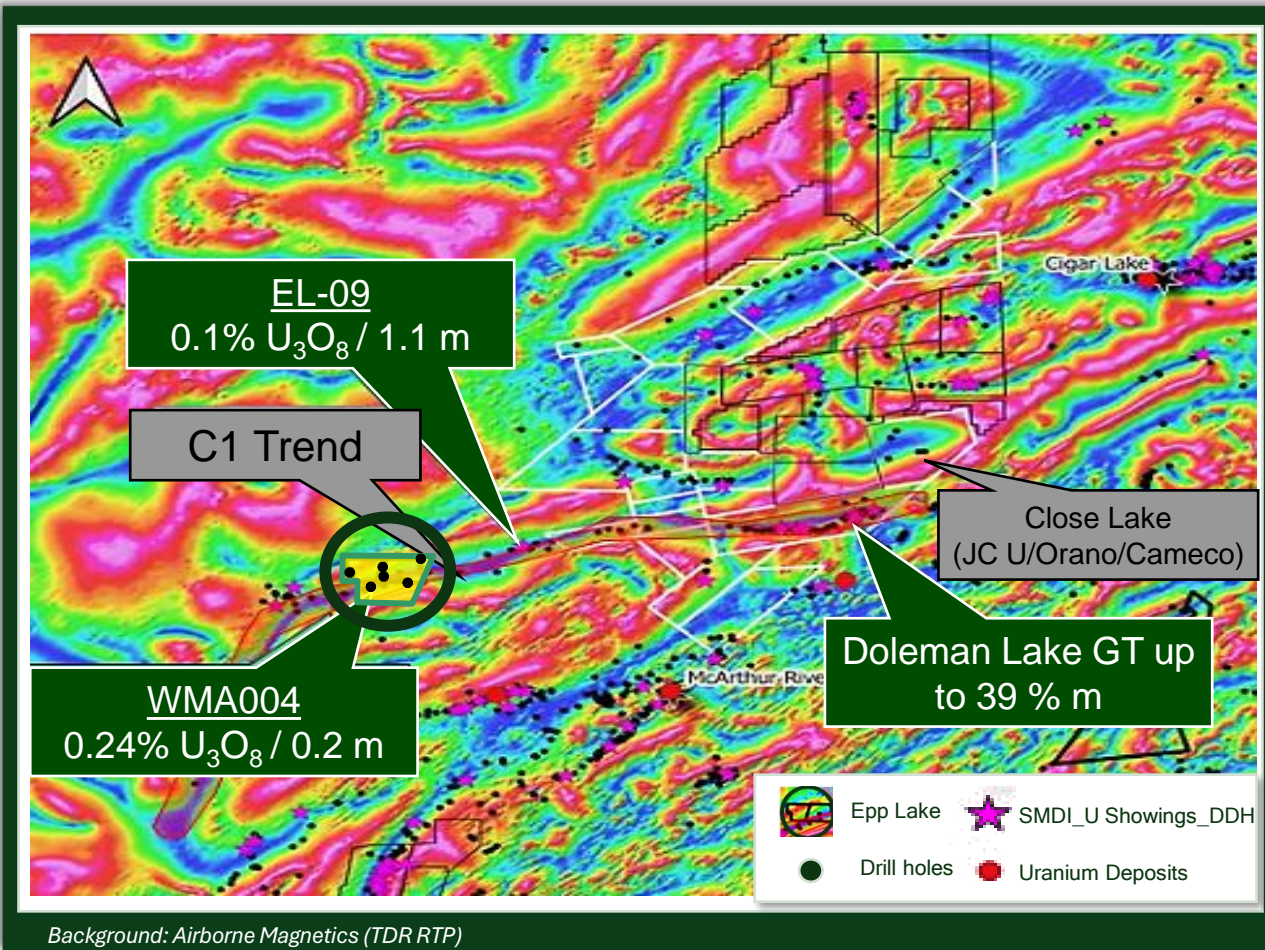 Cigar Lake
EL-09
0.1% U₃O₈ / 1.1 m
C1 Trend
Close Lake
(JC U/Orano/Cameco)
Doleman Lake GT up
to 39 % m
McArthur Rive
WMA004
0.24% U₃O₈ / 0.2 m
Epp Lake
SMDI_U Showings_DDH
Drill holes
Uranium Deposits
Background: Airborne Magnetics (TDR RTP)